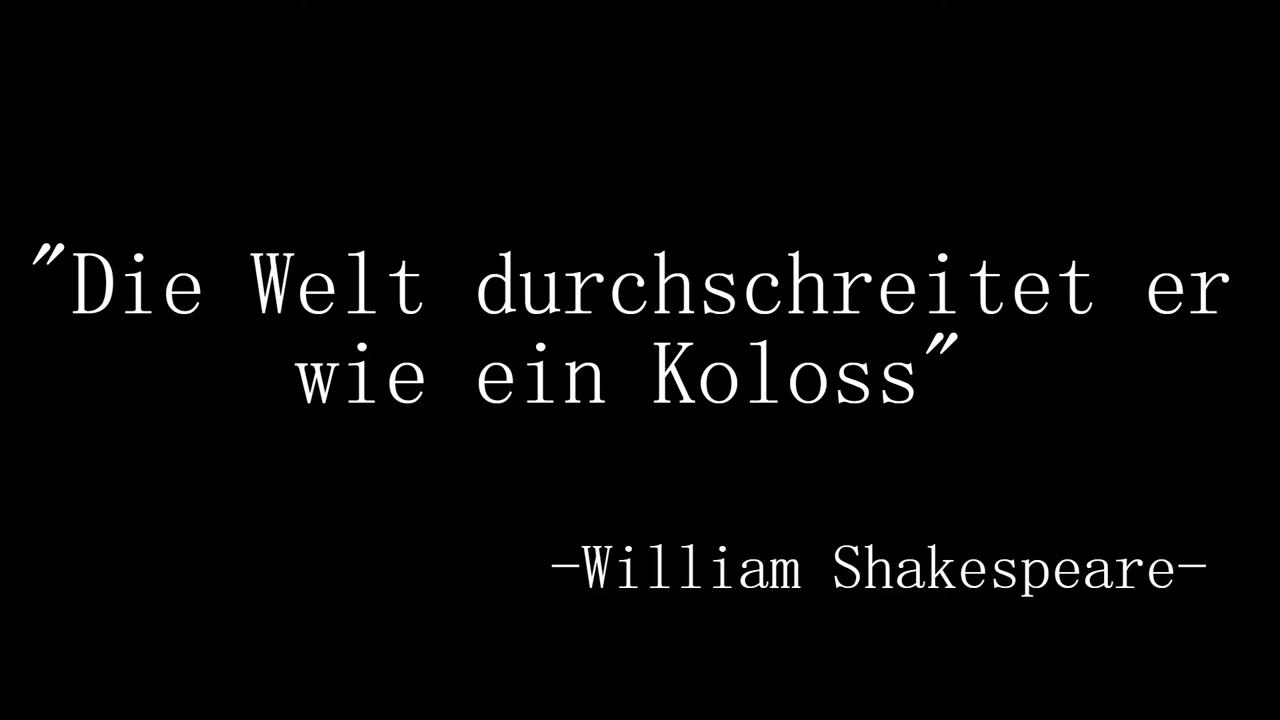 "Die Welt durchschreitet er
wie ein Koloss"
-William Shakespeare-